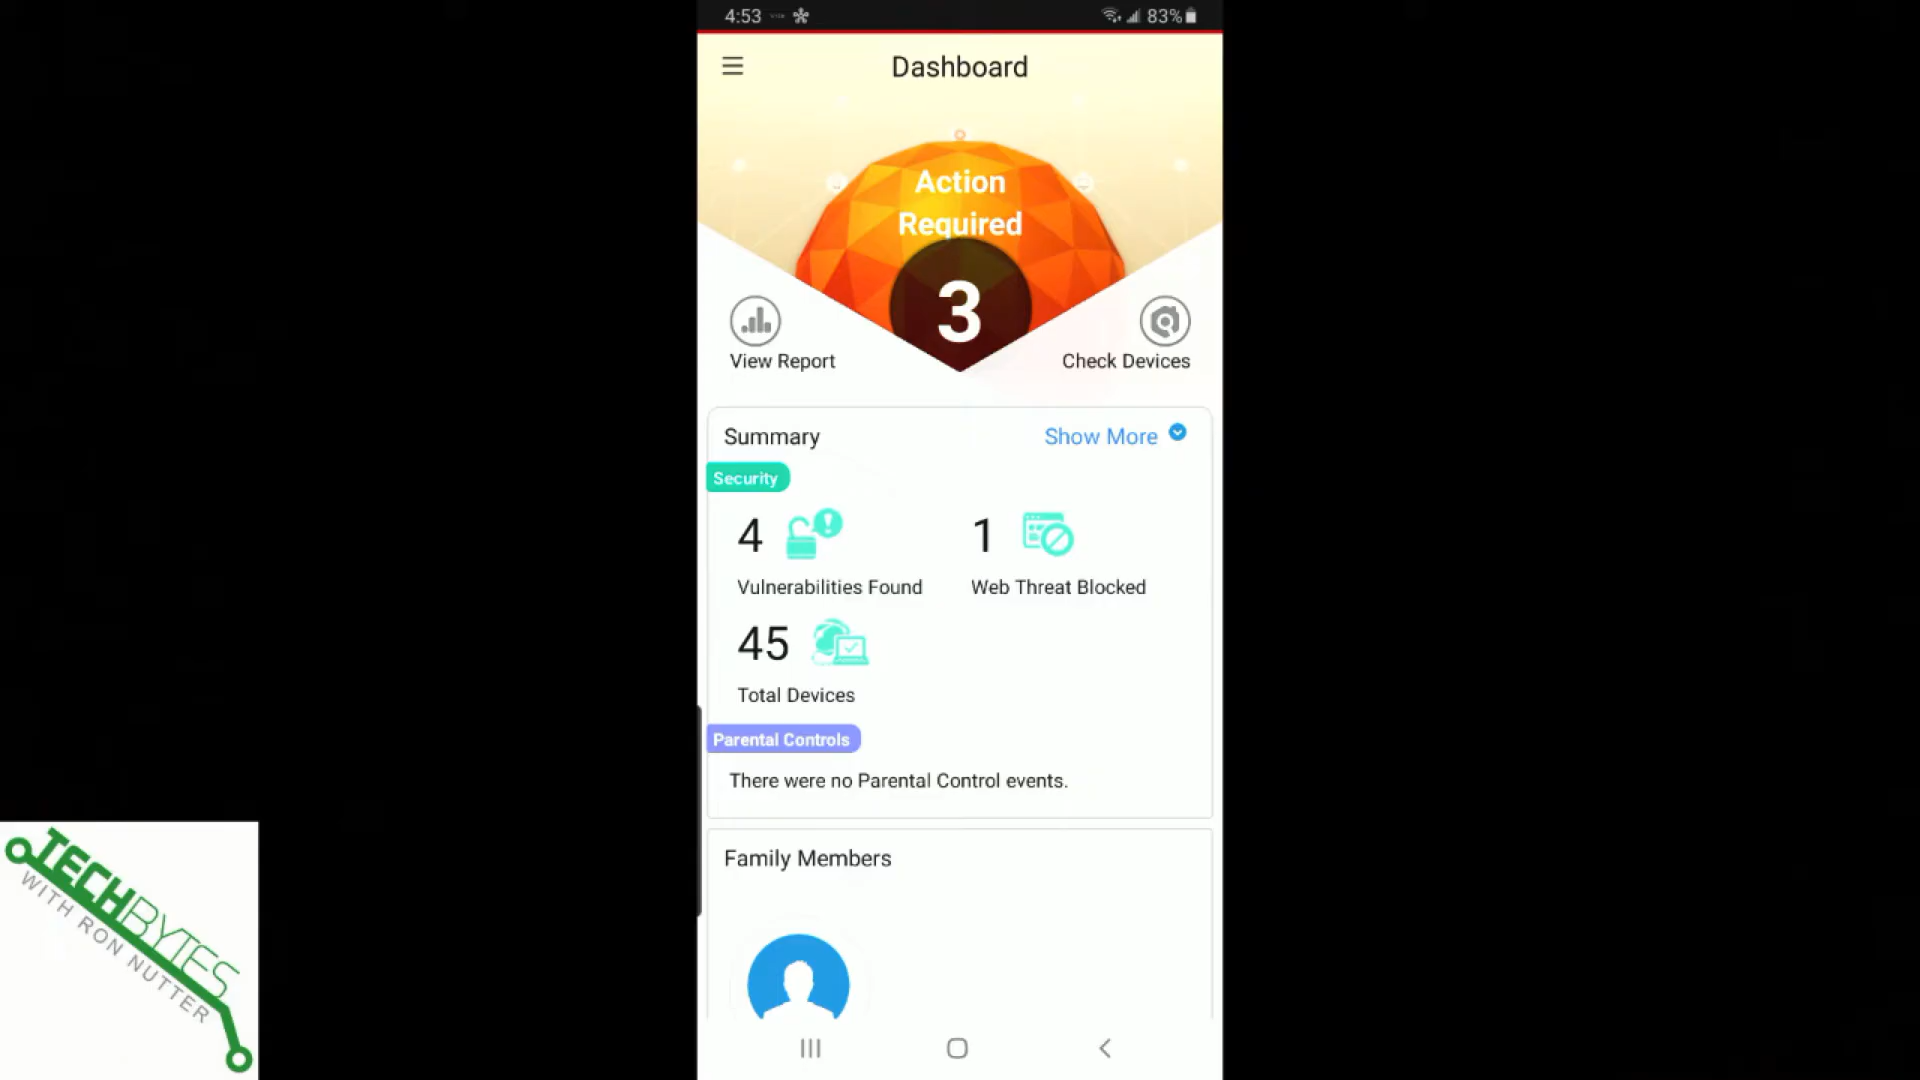 4:53
83%
Dashboard
Action
Required
3
View Report
Check Devices
Summary
Show More
Security
4
1
Vulnerabilities Found
Web Threat Blocked
45
Total Devices
Parental Controls
There were no Parental Control events.
Family Members
TECHBYTES
WITH RON NUTTER